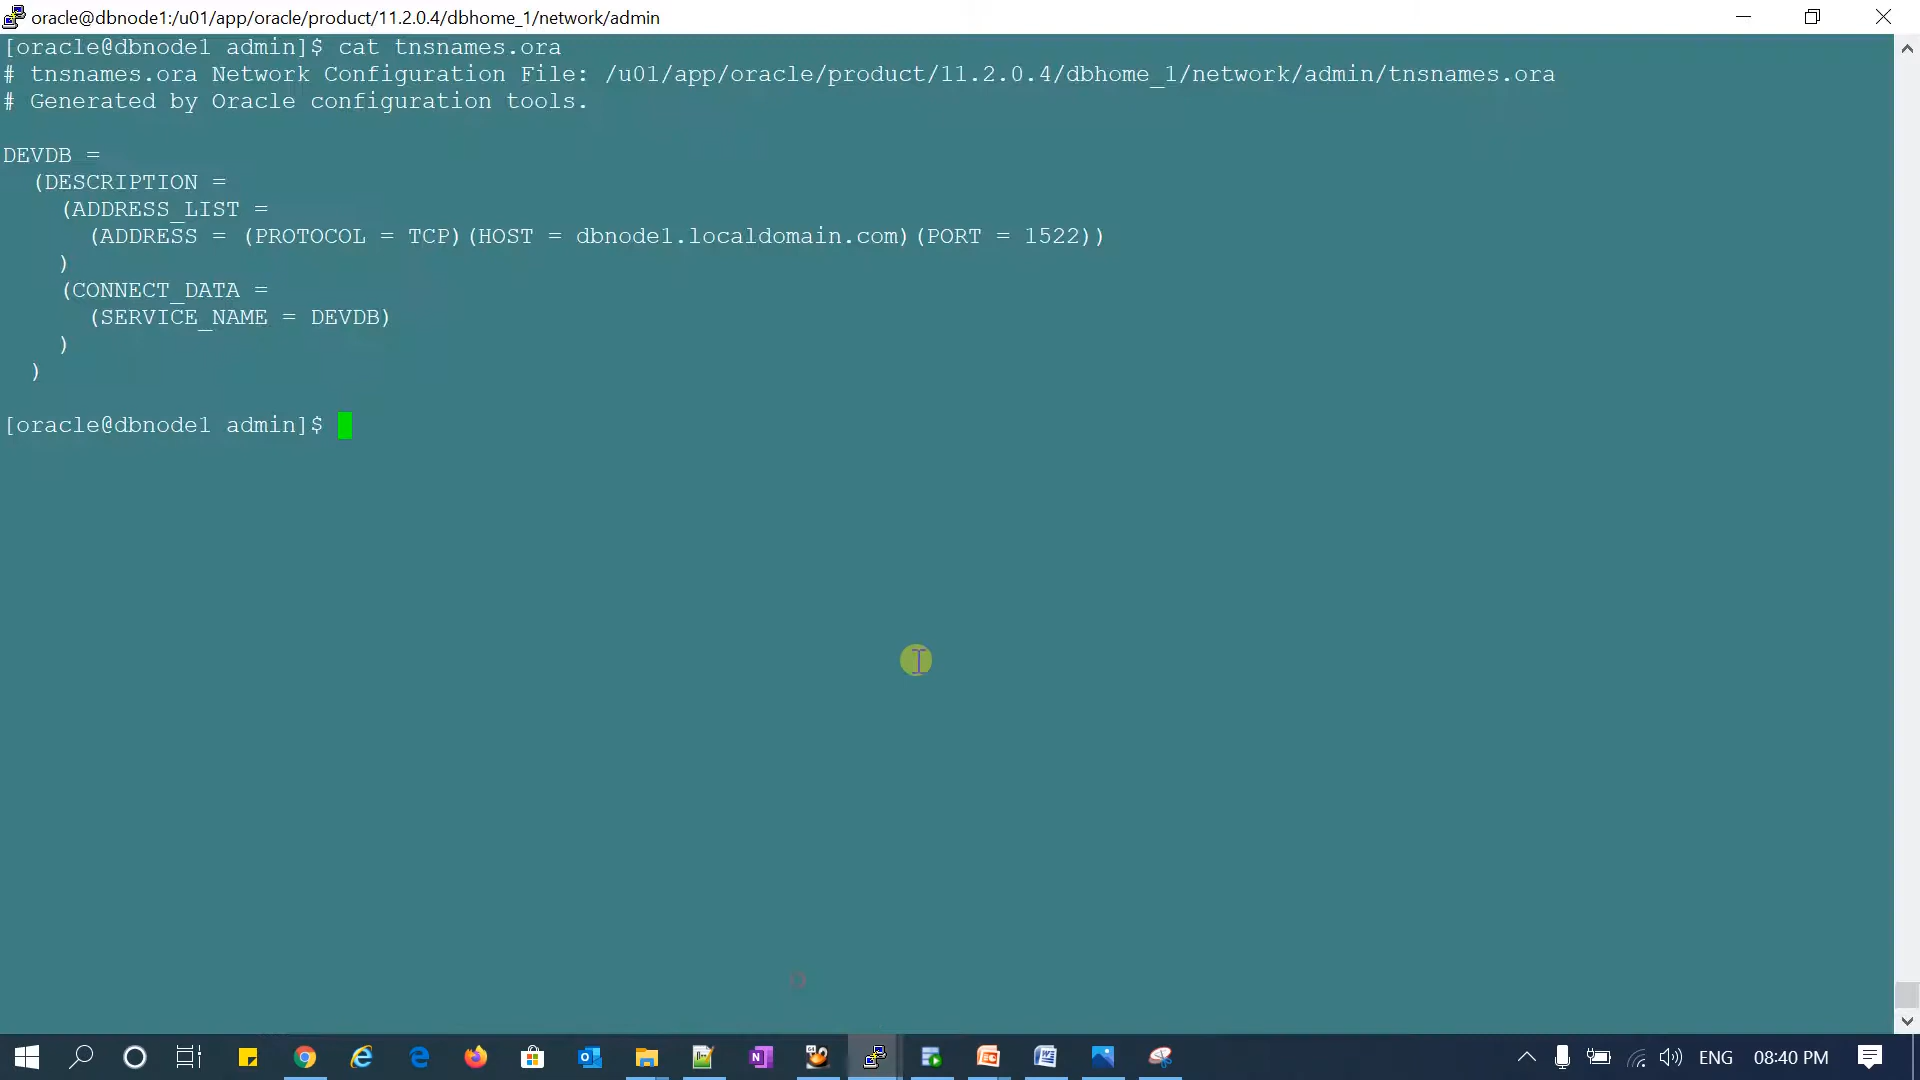 oracle@dbnode1:/u01/app/oracle/product/11.2.0.4/dbhome_1/network/admin
[oracle@dbnode1 admin]$ cat tnsnames.ora
# tnsnames.ora Network Configuration File: /u01/app/oracle/product/11.2.0.4/dbhome_1/network/admin/tnsnames.ora
# Generated by Oracle configuration tools.
DEVDB =
(DESCRIPTION =
(ADDRESS_LIST =
(ADDRESS = (PROTOCOL = TCP)(HOST = dbnode1.localdomain.com)(PORT = 1522))
)
(CONNECT_DATA =
(SERVICE_NAME = DEVDB)
)
)
[oracle@dbnode1 admin]$
ENG 08:40 PM